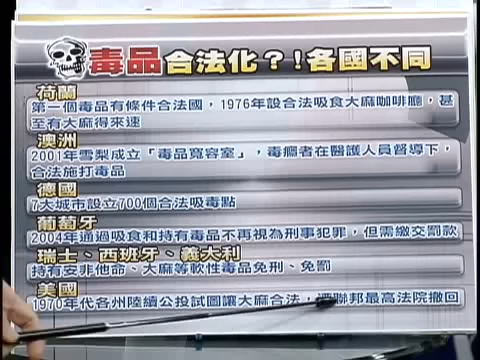 毒品合法化?!各國不同
荷蘭
第一個毒品有條件合法國，1976年設合法吸食大麻咖啡廳，甚
至有大麻得來速
澳洲
2001年雪梨成立「毒品寬容室」，毒癮者在醫護人員督導下，
合法施打毒品
德國
7大城市設立700個合法吸毒點
葡萄牙
2004年通過吸食和持有毒品不再視為刑事犯罪，但需繳交罰款
瑞士、西班牙、義大利
持有安非他命、大麻等軟性毒品免刑、免罰
美國
1970年代各州陸續公投試圖讓大麻合法，遭聯邦最高法院撤回